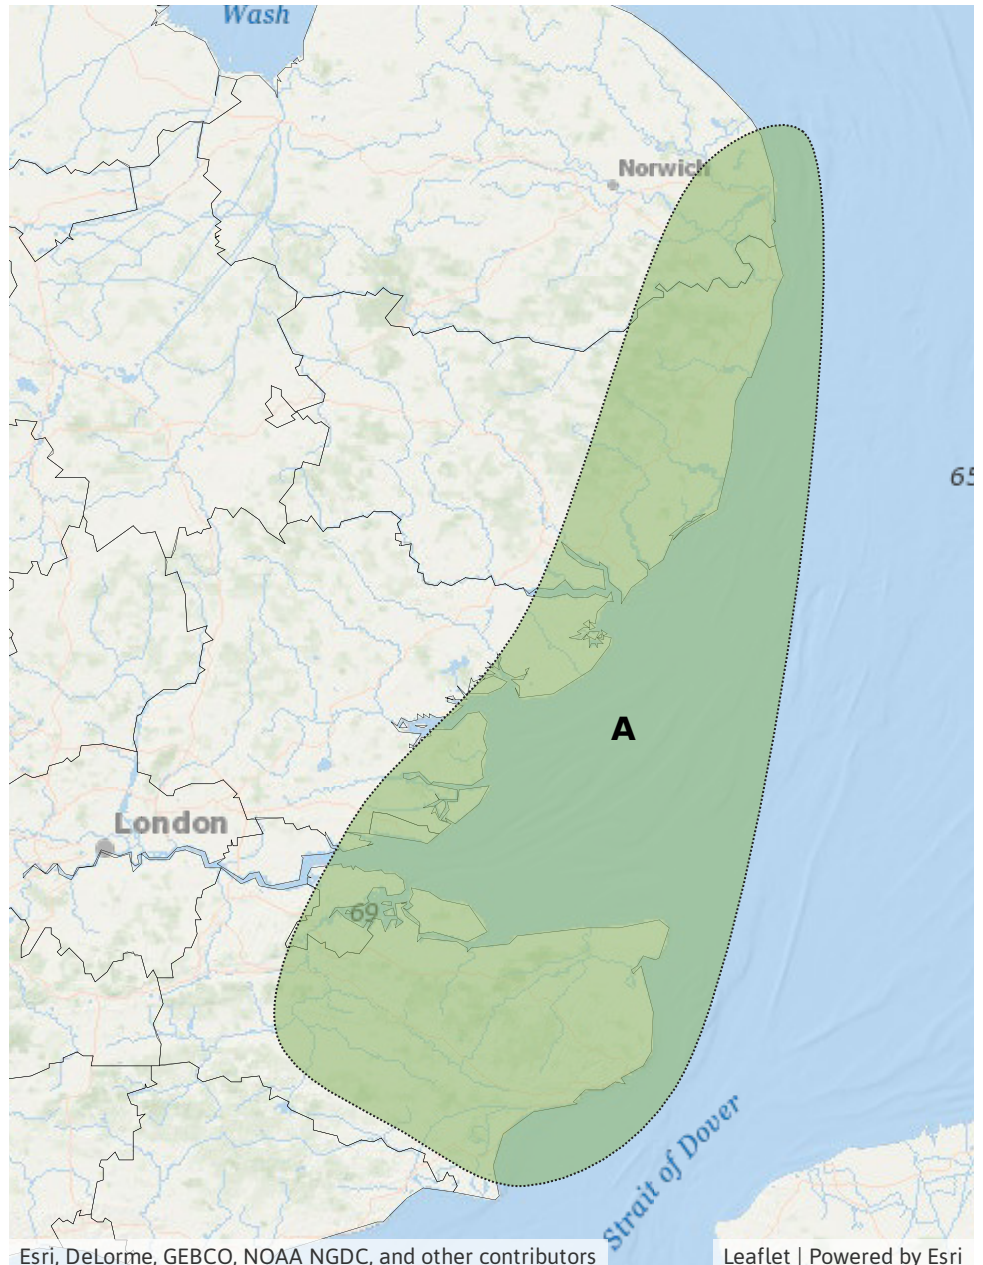 Wash
Norwich
65
A
London
69
Strait of Dover
Esri, DeLorme, GEBCO, NOAA NGDC, and other contributors
Leaflet | Powered by Esri